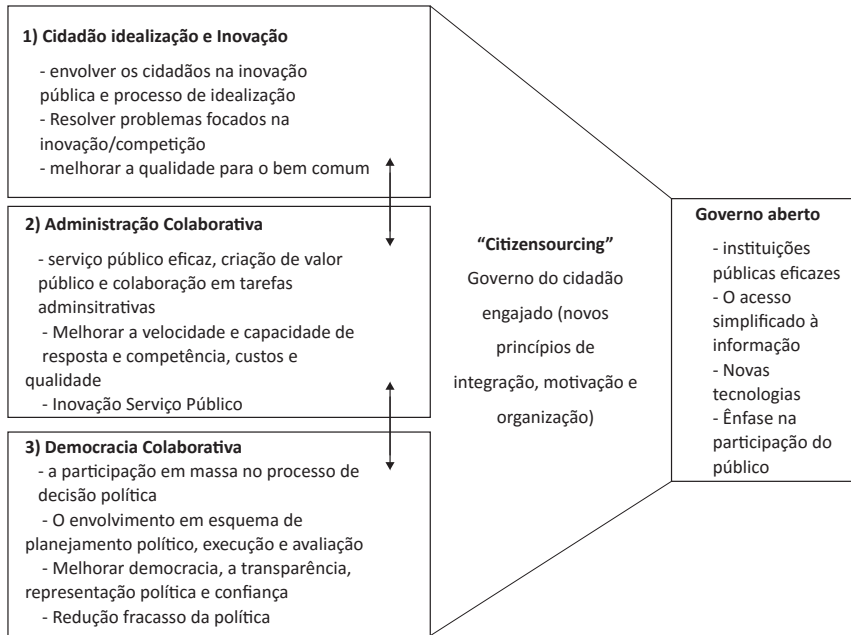 1) Cidadão idealização e Inovação
- envolver os cidadãos na inovação
pública e processo de idealização
- Resolver problemas focados na
inovação/competição
- melhorar a qualidade para o bem comum
2) Administração Colaborativa
- serviço público eficaz, criação de valor
público e colaboração em tarefas
adminsitrativas
- Melhorar a velocidade e capacidade de
resposta e competência, custos e
qualidade
- Inovação Serviço Público
3) Democracia Colaborativa
- a participação em massa no processo de
decisão política
- O envolvimento em esquema de
planejamento político, execução e avaliação
- Melhorar democracia, a transparência,
representação política e confiança
- Redução fracasso da política
“Citizensourcing”
Governo do cidadão
engajado (novos
princípios de
integração, motivação e
organização)
Governo aberto
- instituições
públicas eficazes
- O acesso
simplificado à
informação
- Novas
tecnologias
- Ênfase na
participação do
público